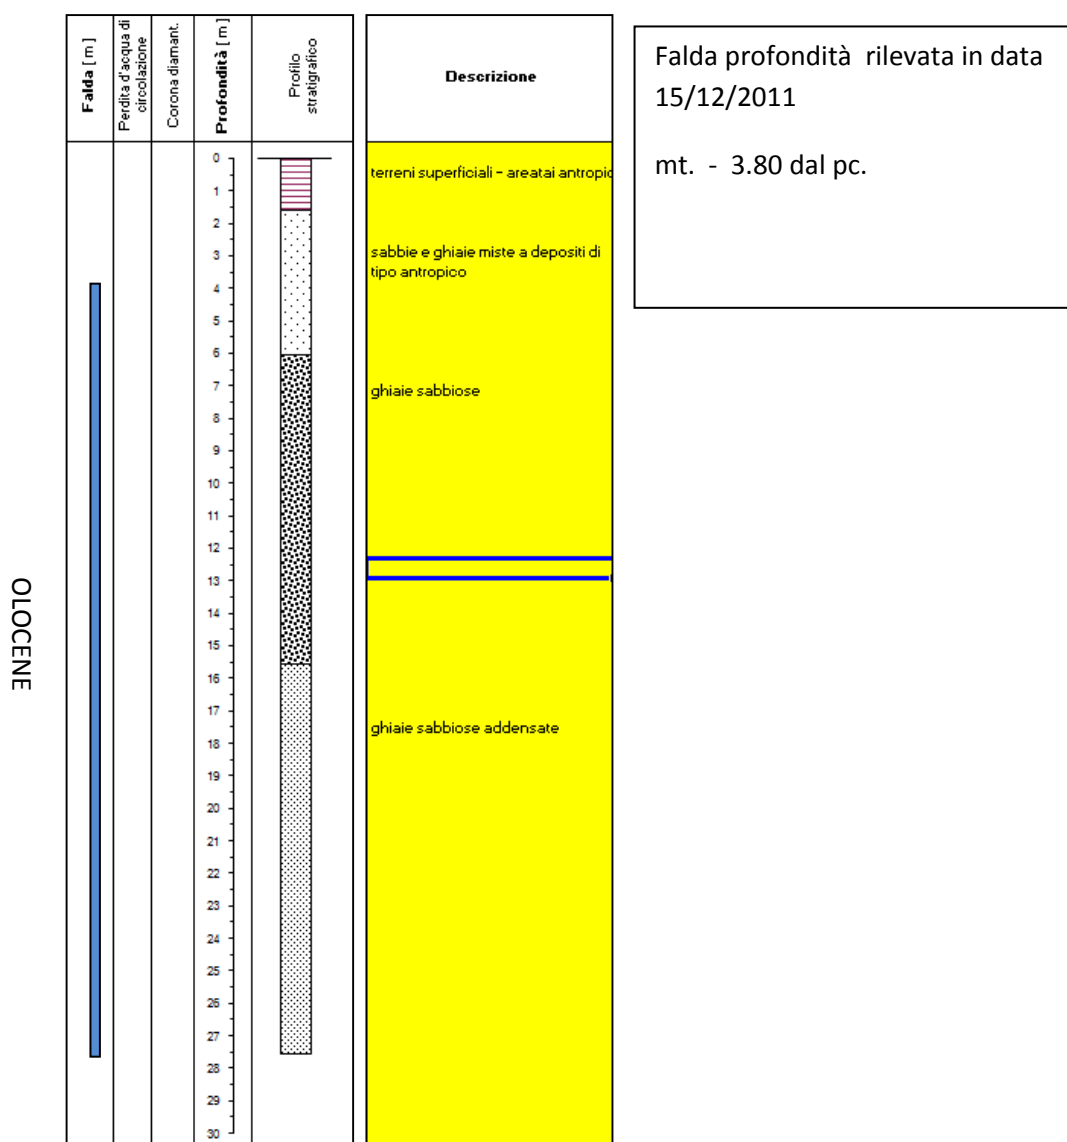 Falda [ m ]
Perdita d'acqua di
circolazione
Corona diamant.
Profondità [ m ]
Profilo
stratigrafico
Descrizione
Falda profondità rilevata in data
15/12/2011
mt. - 3.80 dal pc.
0
1
2
3
4
5
6
7
8
9
10
11
12
13
14
15
16
17
18
19
20
21
22
23
24
25
26
27
28
29
30
terreni superficiali - areatai antropic
sabbie e ghiaie miste a depositi di
tipo antropico
ghiaie sabbiose
ghiaie sabbiose addensate
OLOCENE